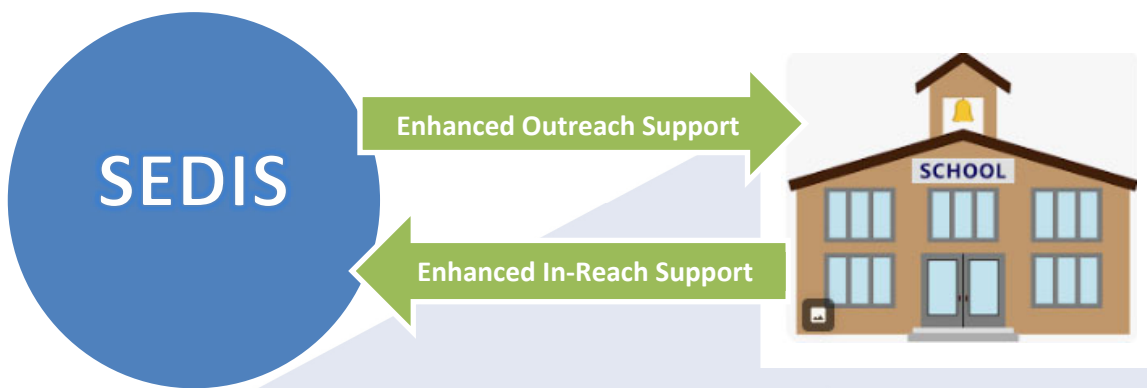 SEDIS
Enhanced Outreach Support
SCHOOL
Enhanced In-Reach Support